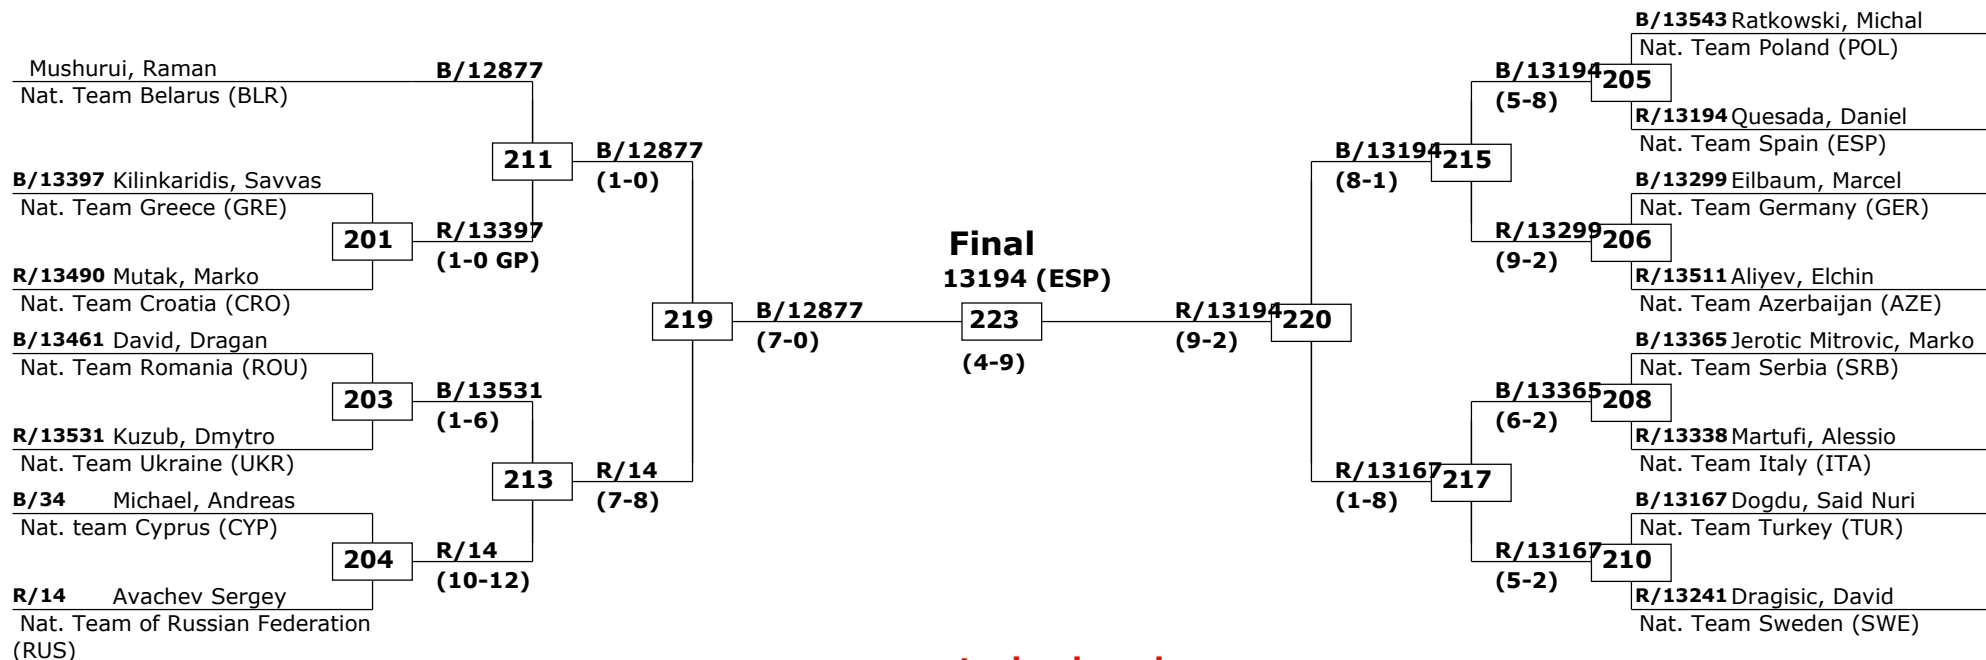 Mushurui, Raman
Nat. Team Belarus (BLR)
B/12877
B/13397 Kilinkaridis, Savvas
Nat. Team Greece (GRE)
201
R/13397
(1-0 GP)
R/13490 Mutak, Marko
Nat. Team Croatia (CRO)
211
B/12877
(1-0)
B/13461 David, Dragan
Nat. Team Romania (ROU)
203
B/13531
(1-6)
R/13531 Kuzub, Dmytro
Nat. Team Ukraine (UKR)
B/34 Michael, Andreas
Nat. team Cyprus (CYP)
204
R/14
(10-12)
R/14 Avachev Sergey
Nat. Team of Russian Federation
(RUS)
213
R/14
(7-8)
219
B/12877
(7-0)
Final
13194 (ESP)
223
(4-9)
R/13194
(9-2)
220
B/13194
(8-1)
215
R/13167
(1-8)
217
B/13194
(5-8)
205
R/13299
(9-2)
206
B/13365
(6-2)
208
R/13167
(5-2)
210
B/13543 Ratkowski, Michal
Nat. Team Poland (POL)
R/13194 Quesada, Daniel
Nat. Team Spain (ESP)
B/13299 Eilbaum, Marcel
Nat. Team Germany (GER)
R/13511 Aliyev, Elchin
Nat. Team Azerbaijan (AZE)
B/13365 Jerotic Mitrovic, Marko
Nat. Team Serbia (SRB)
R/13338 Martufi, Alessio
Nat. Team Italy (ITA)
B/13167 Dogdu, Said Nuri
Nat. Team Turkey (TUR)
R/13241 Dragisic, David
Nat. Team Sweden (SWE)